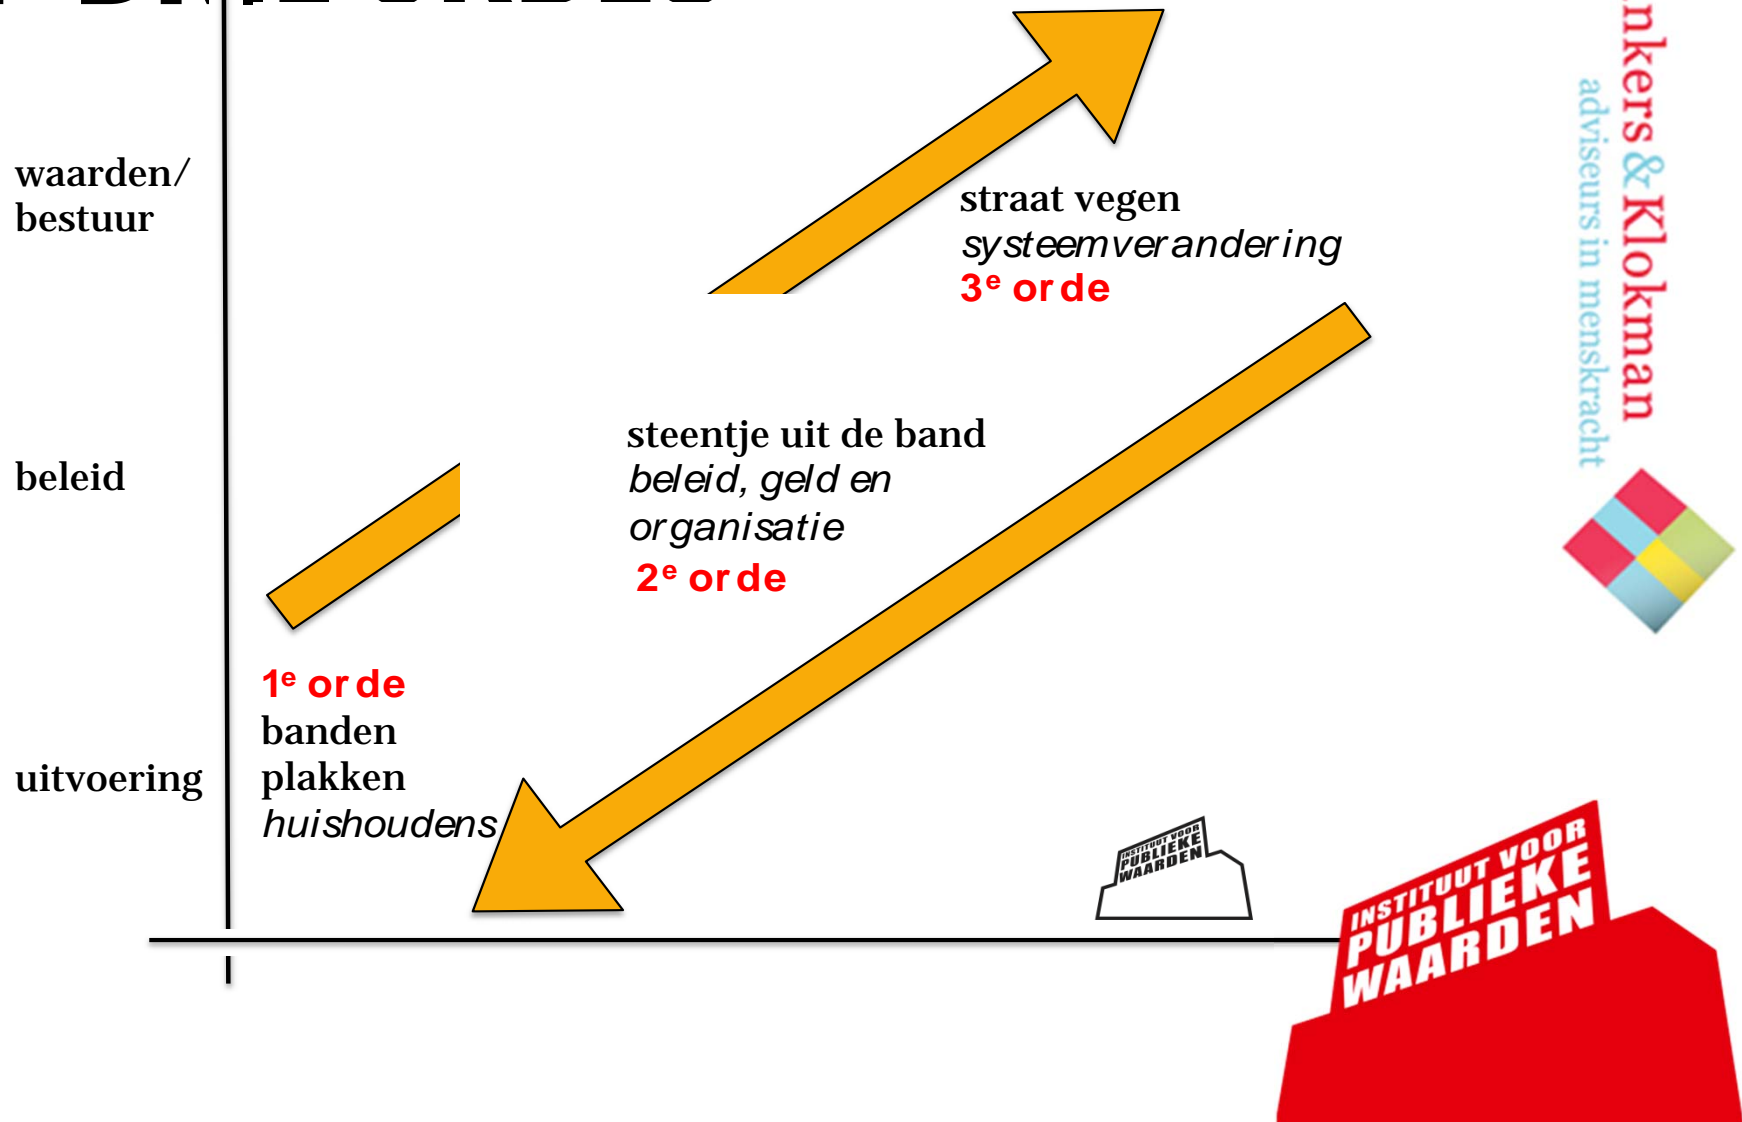 waarden/
bestuur
straat vegen
systeemverandering
3e orde
beleid
steentje uit de band
beleid, geld en
organisatie
2e orde
1e orde
banden
plakken
huishoudens
uitvoering
INSTITUUT VOOR
PUBLIEKE
WAARDEN
INSTITUUT VOOR
PUBLIEKE
WAARDEN
nkers & Klokman
adviseurs in menskracht